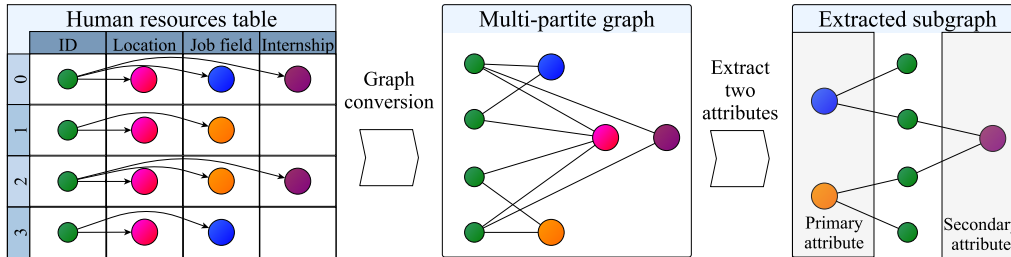 Human resources table
ID Location Job field Internship
0
1
2
3
Graph
conversion
Multi-partite graph
Extract
two
attributes
Extracted subgraph
Primary
attribute
Secondary
attribute